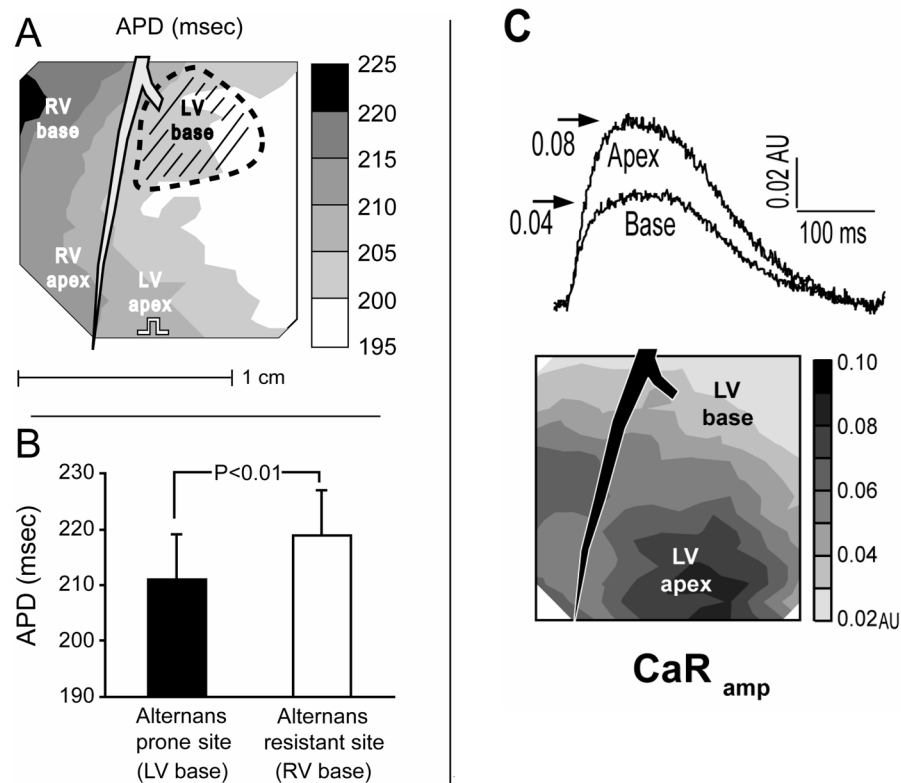 A
APD (msec)
RV
base
LV
base
RV
apex
LV
apex
225
220
215
210
205
200
195
1 cm
B
APD (msec)
230
220
210
200
190
P<0.01
Alternans
prone site
(LV base)
Alternans
resistant site
(RV base)
C
0.08
Apex
0.04
Base
0.02 AU
100 ms
LV
base
LV
apex
0.10
0.08
0.06
0.04
0.02 AU
CaR amp